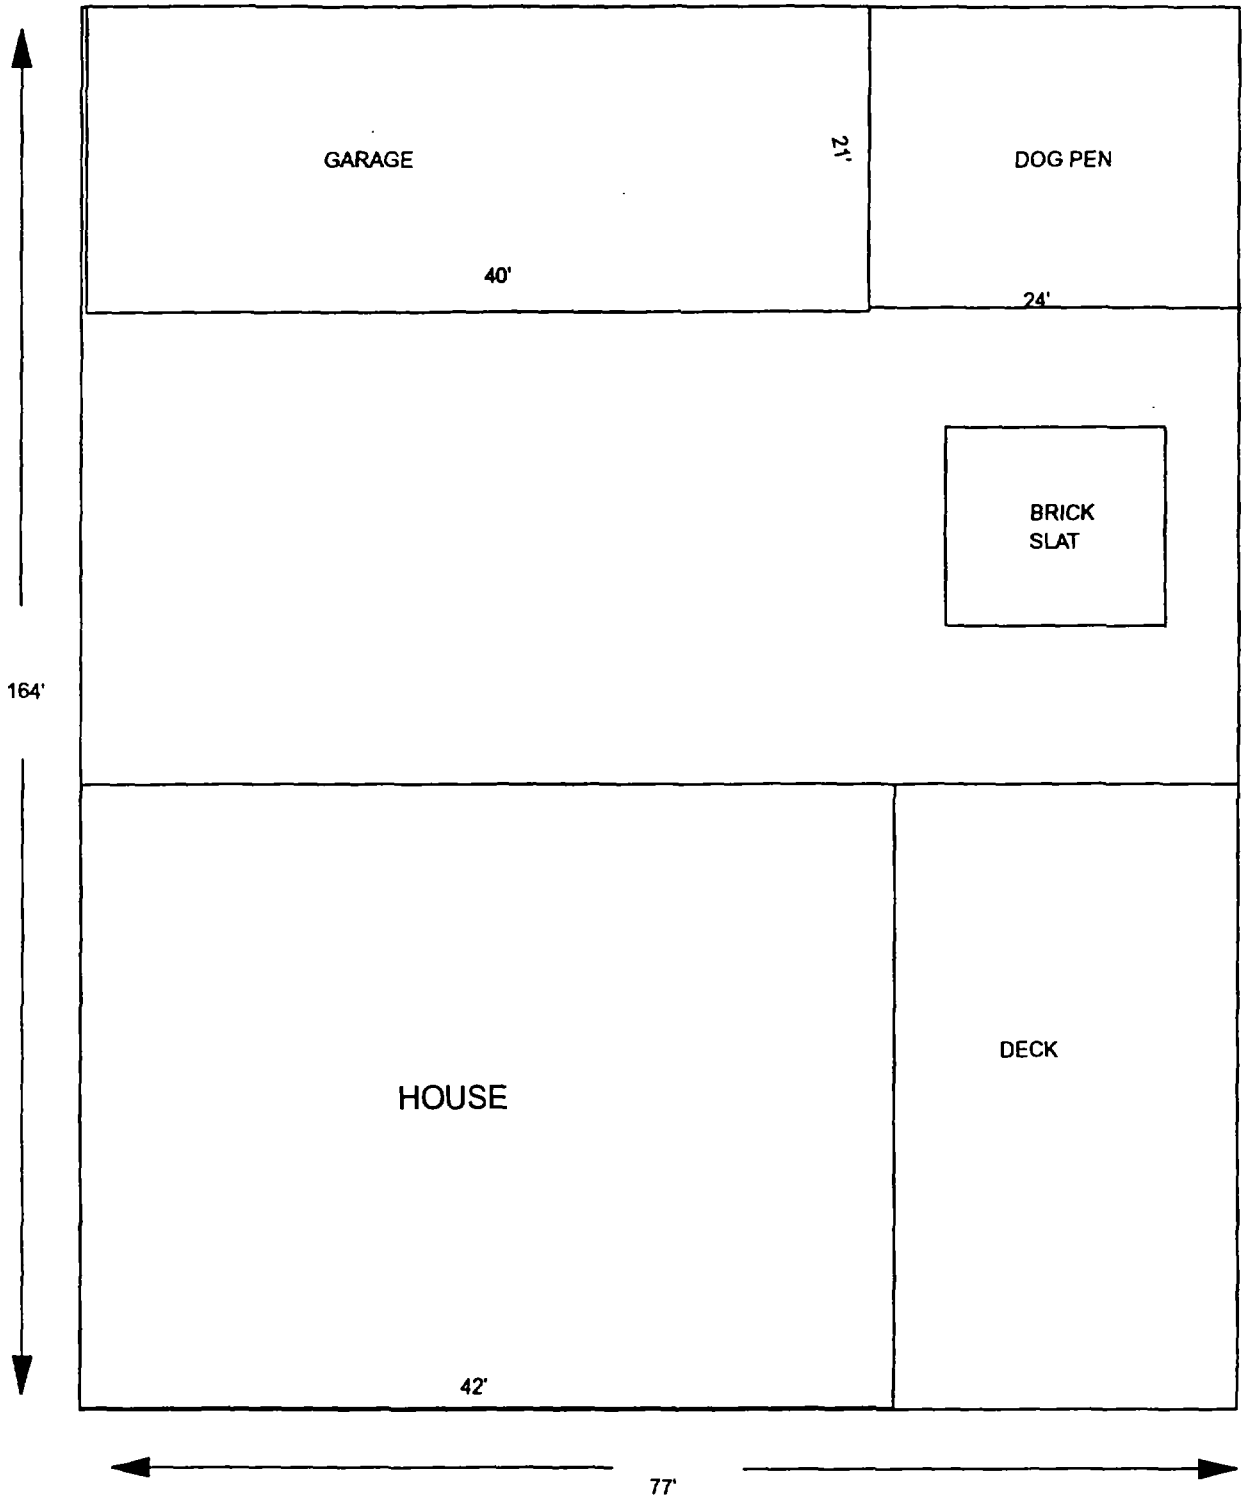 GARAGE
21'
DOG PEN
40'
24'
BRICK
SLAT
164'
DECK
HOUSE
42'
77'